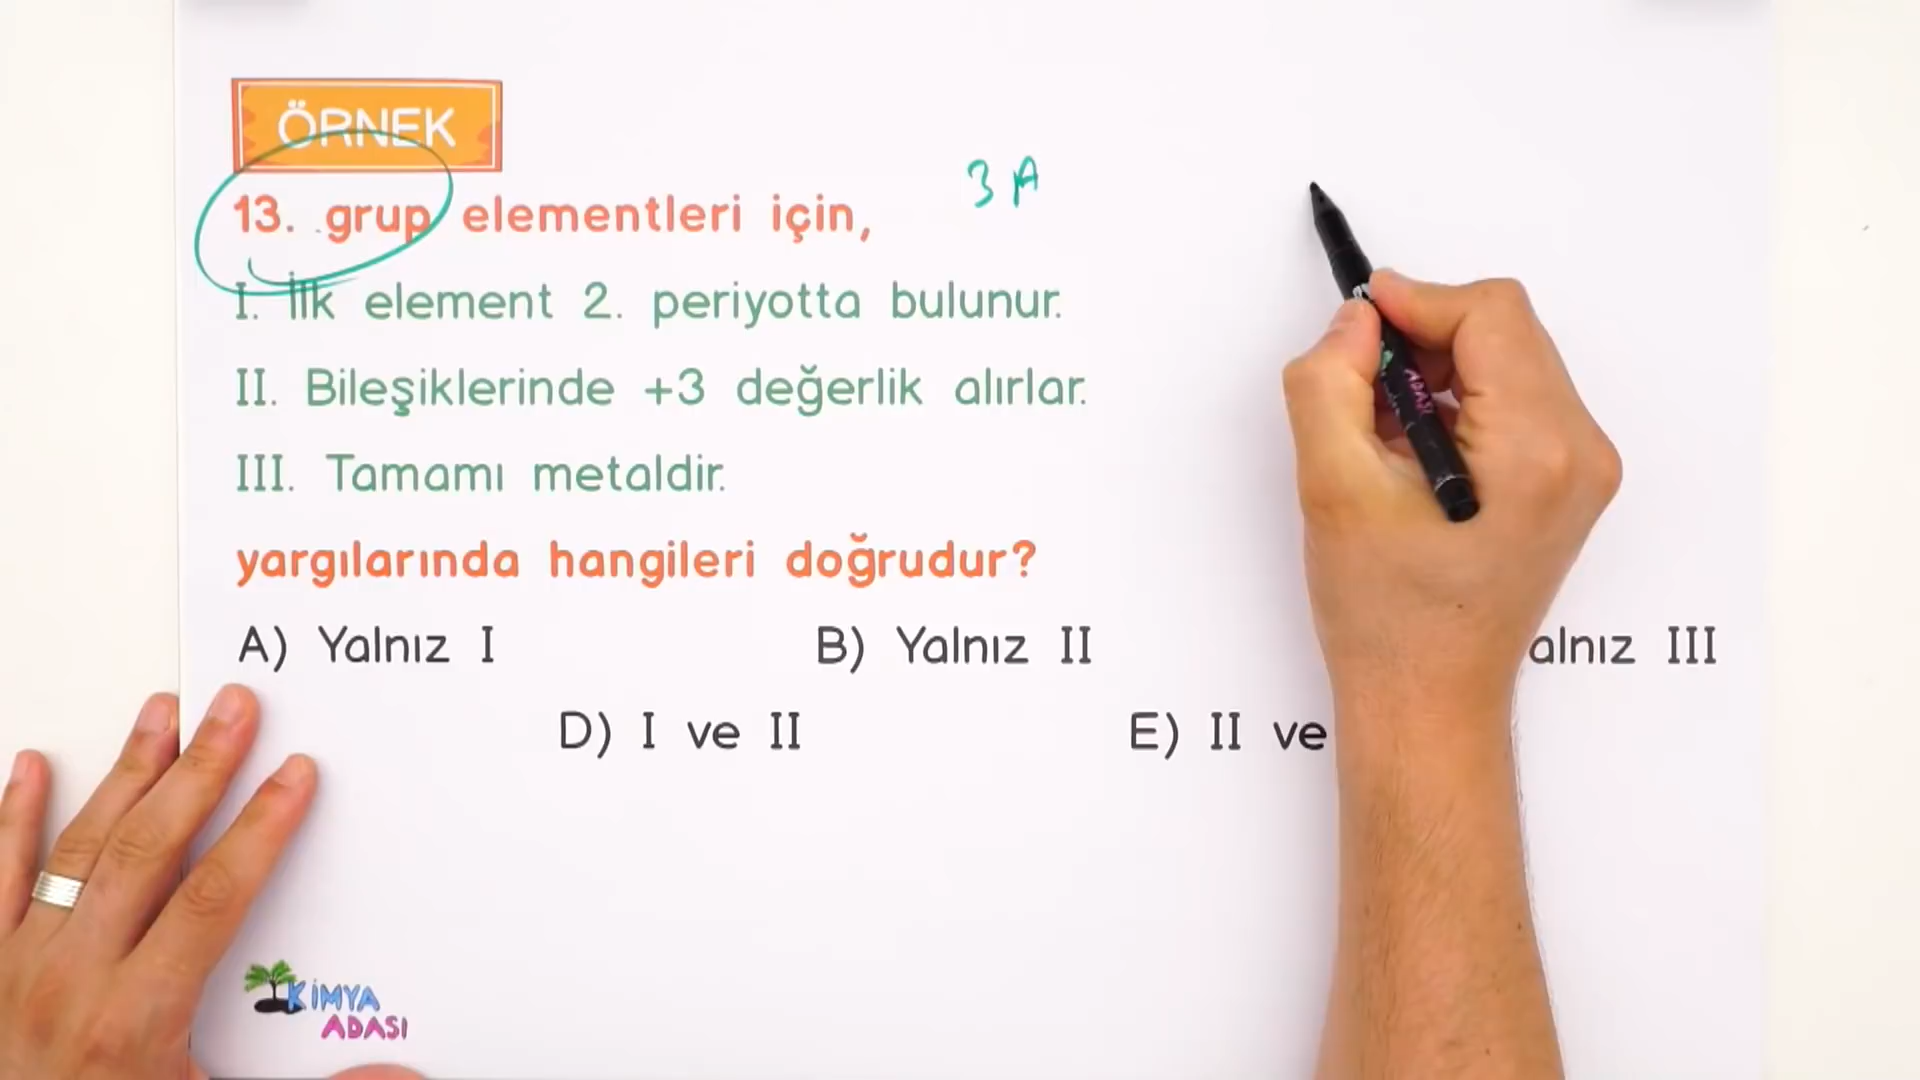 ÖRNEK
3A
13. grup elementleri için,
I. İlk element 2. periyotta bulunur.
II. Bileşiklerinde +3 değerlik alırlar.
III. Tamamı metaldir.
yargılarında hangileri doğrudur?
A) Yalnız I B) Yalnız II alnız III
D) I ve II E) II ve
KİMYA
ADASI
ADASI